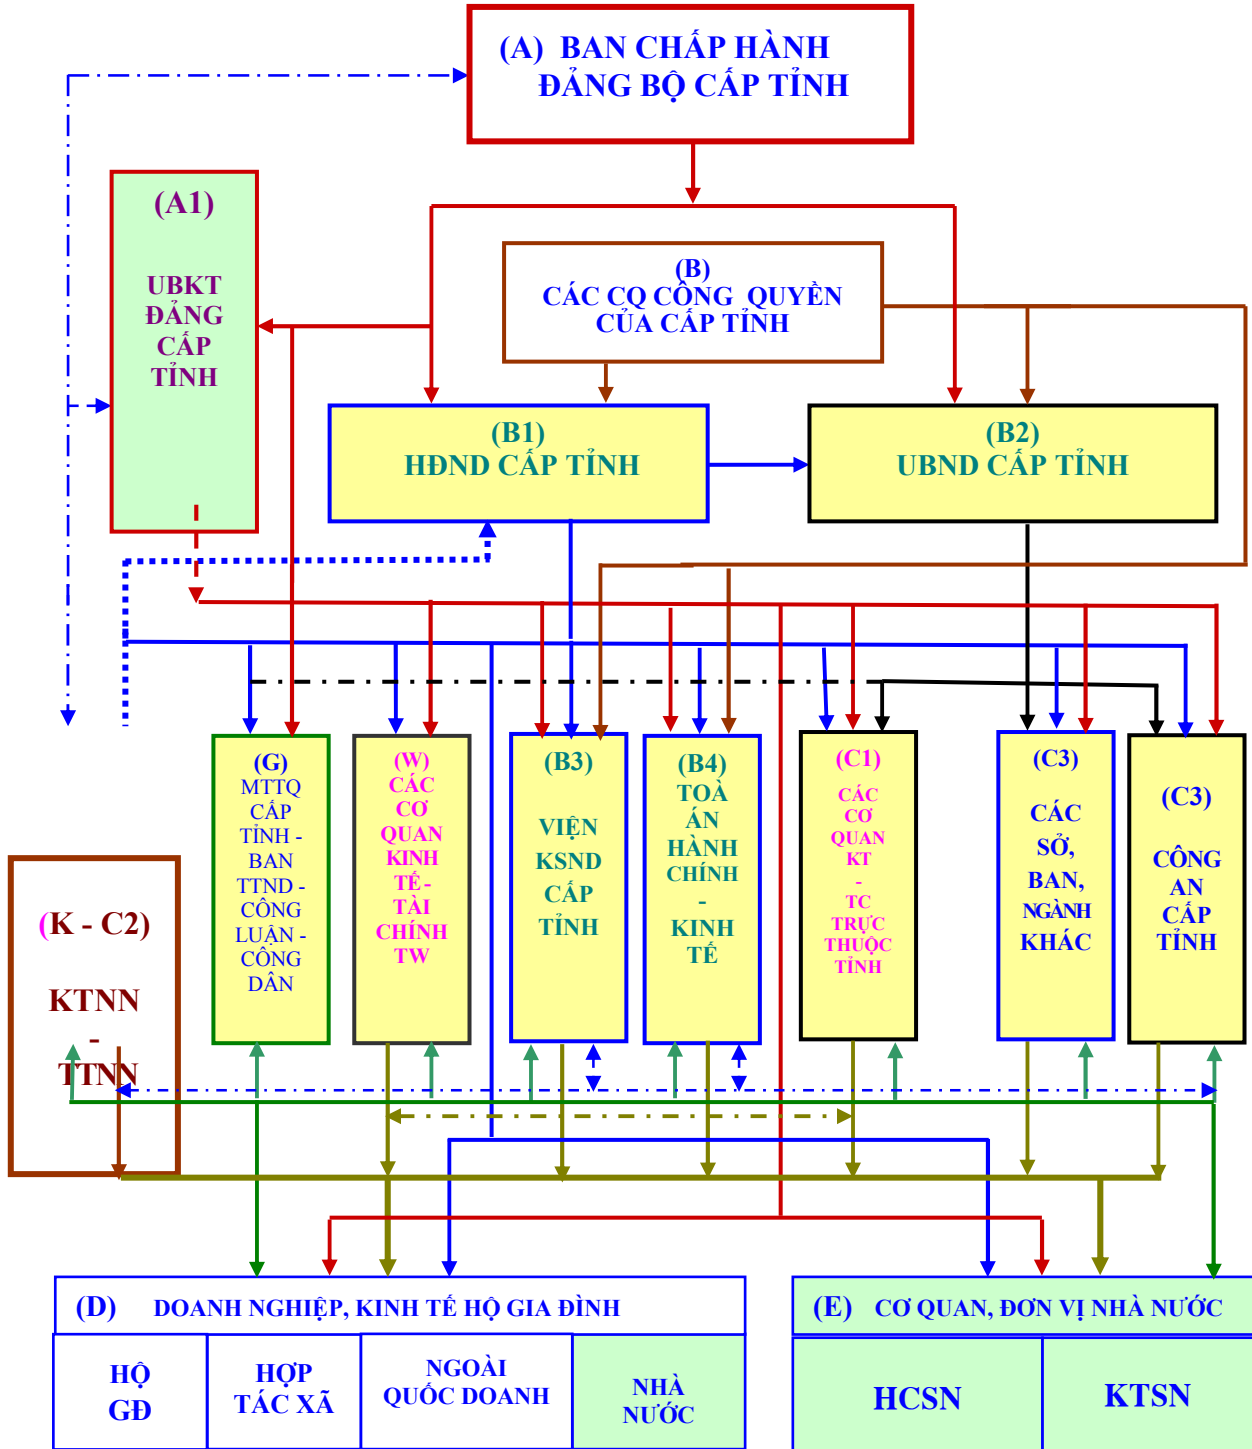 (A) BAN CHẤP HÀNH
ĐẢNG BỘ CẤP TỈNH
(A1)
UBKT
ĐẢNG
CẤP
TỈNH
(B)
CÁC CQ CÔNG QUYỀN
CỦA CẤP TỈNH
(B1)
HĐND CẤP TỈNH
(B2)
UBND CẤP TỈNH
(G)
MTTQ
CẤP
TỈNH -
BAN
TTND -
CÔNG
LUẬN -
CÔNG
DÂN
(W)
CÁC
CƠ
QUAN
KINH
TẾ-
TÀI
CHÍNH
TW
(B3)
VIỆN
KSND
CẤP
TỈNH
(B4)
TOÀ
ÁN
HÀNH
CHÍNH
-
KINH
TẾ
(C1)
CÁC
CƠ
QUAN
KT
-
TC
TRỰC
THUỘC
TỈNH
(C3)
CÁC
SỞ,
BAN,
NGÀNH
KHÁC
(C3)
CÔNG
AN
CẤP
TỈNH
(K - C2)
KTNN
-
TTNN
(D) DOANH NGHIỆP, KINH TẾ HỘ GIA ĐÌNH
HỘ
GĐ
HỢP
TÁC XÃ
NGOÀI
QUỐC DOANH
NHÀ
NƯỚC
(E) CƠ QUAN, ĐƠN VỊ NHÀ NƯỚC
HCSN
KTSN